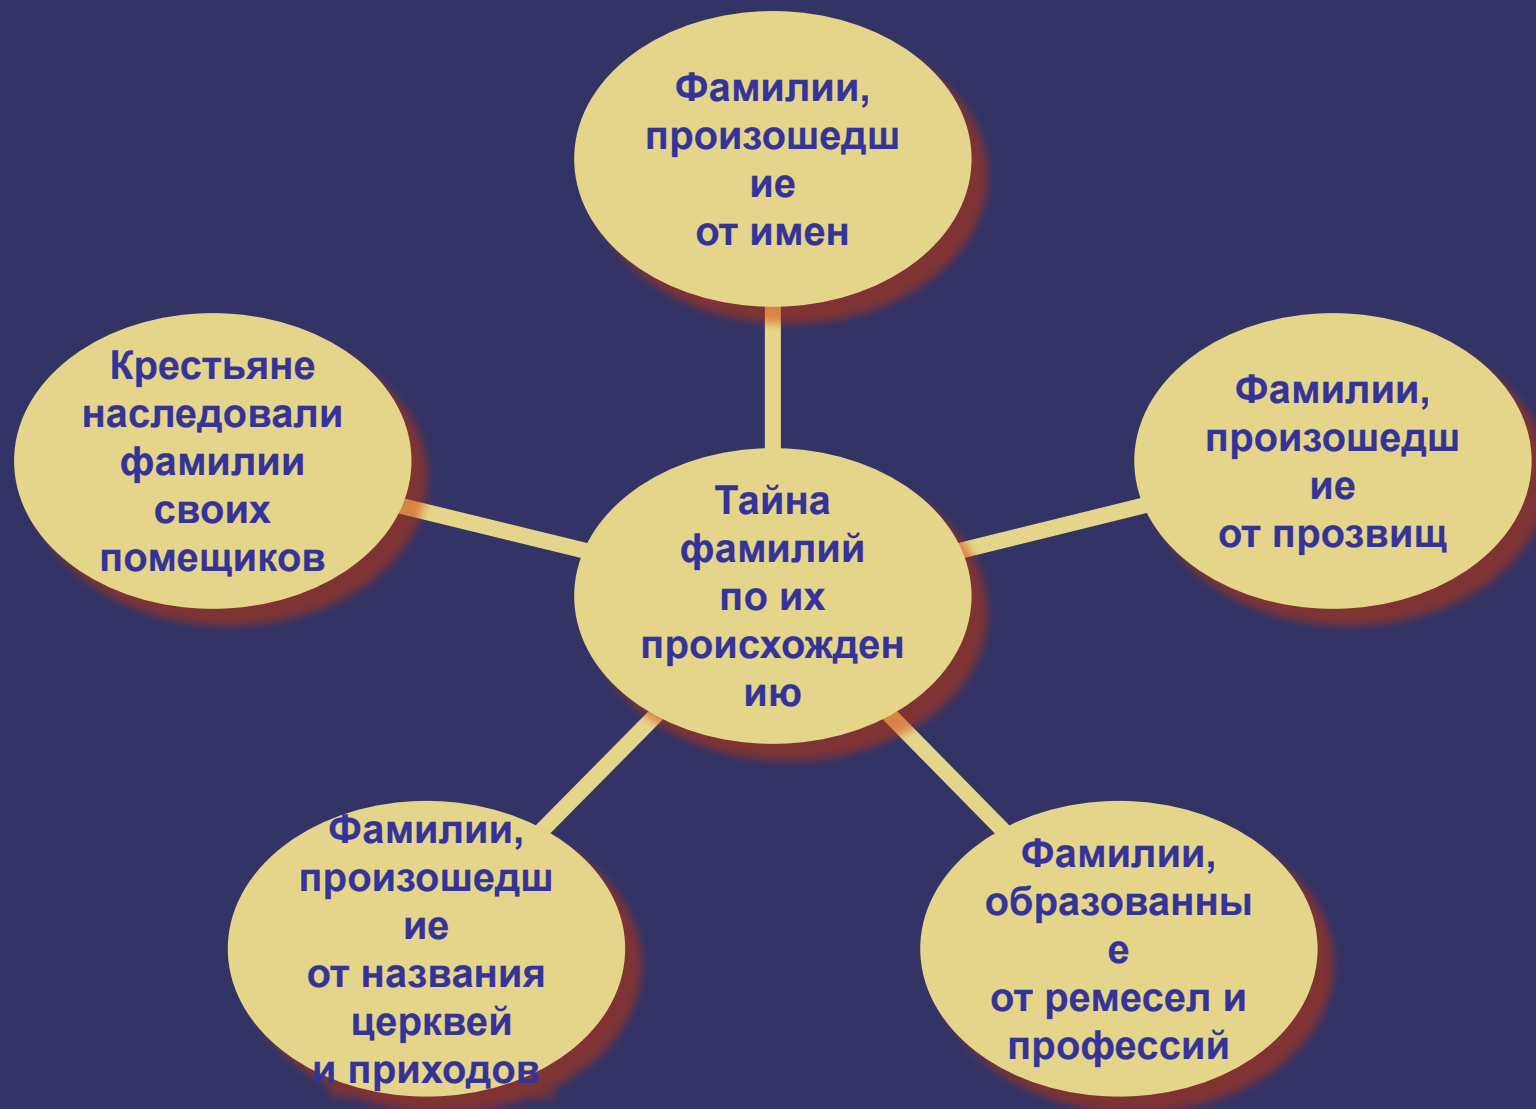 Фамилии,
произошедш
ие
от имен
Крестьяне
наследовали
фамилии
своих
помещиков
Фамилии,
произошедш
ие
от прозвищ
Тайна
фамилий
по их
происхожден
ию
Фамилии,
произошедш
ие
от названия
церквей
и приходов
Фамилии,
образованны
е
от ремесел и
профессий